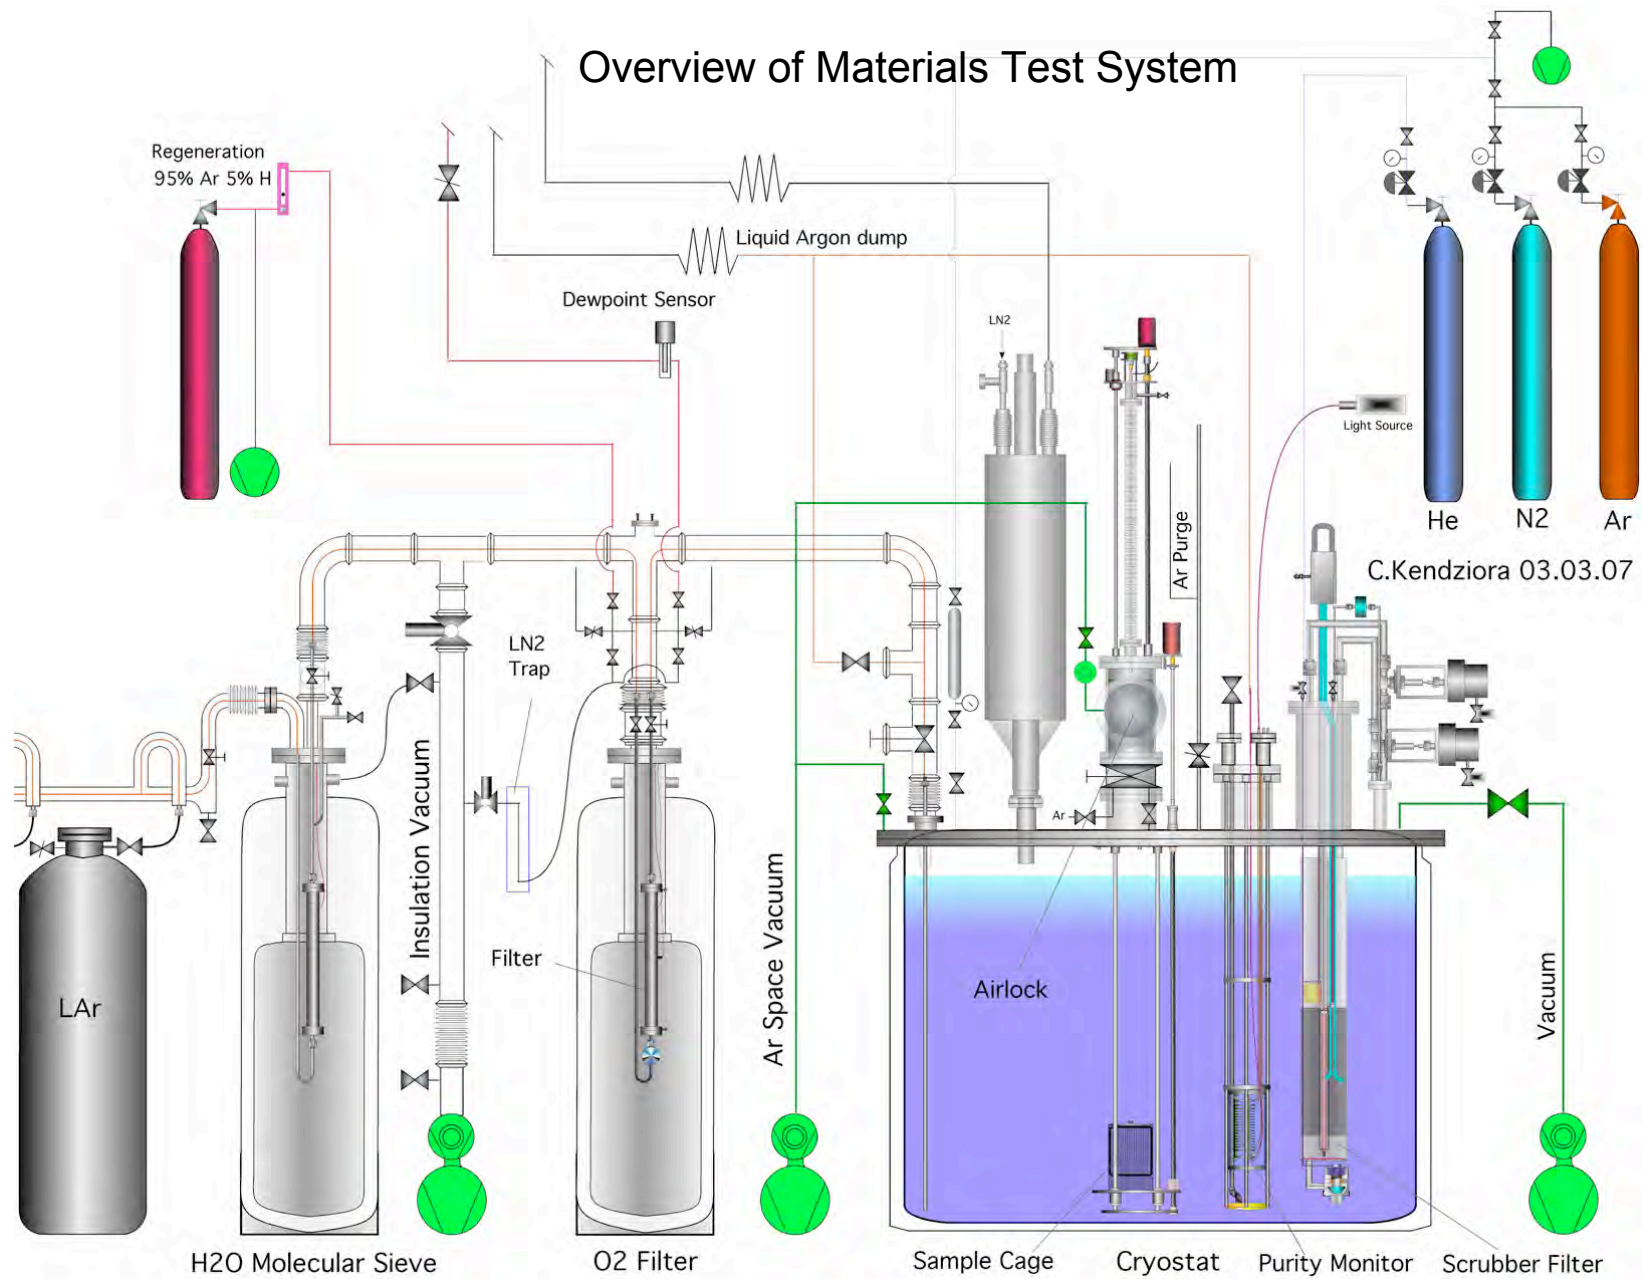 Overview of Materials Test System
Regeneration
95% Ar 5% H
Liquid Argon dump
Dewpoint Sensor
LN2
Light Source
He
N2
Ar
C.Kendziora 03.03.07
Ar Purge
LN2
Trap
Insulation Vacuum
Ar
Filter
Airlock
LAr
Ar Space Vacuum
Vacuum
H2O Molecular Sieve
O2 Filter
Sample Cage
Cryostat
Purity Monitor
Scrubber Filter